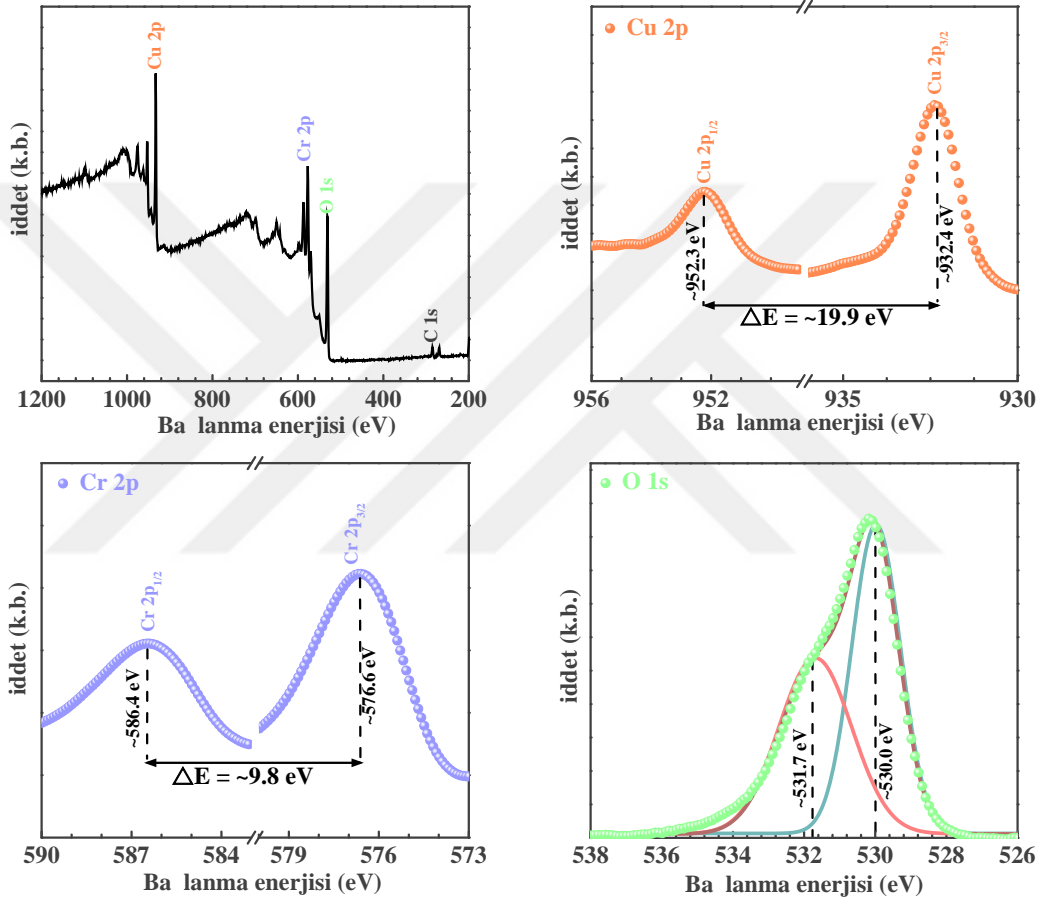 Cu 2p
Cr 2p
O 1s
C 1s
iddet (k.b.)
1200 1000 800 600 400 200
Ba lanma enerjisi (eV)
Cu 2p
Cu 2p1/2
Cu 2p3/2
~952.3 eV
~932.4 eV
△E = ~19.9 eV
iddet (k.b.)
956 952 935 930
Ba lanma enerjisi (eV)
Cr 2p
Cr 2p1/2
Cr 2p3/2
~586.4 eV
~576.6 eV
△E = ~9.8 eV
iddet (k.b.)
590 587 584 579 576 573
Ba lanma enerjisi (eV)
O 1s
~531.7 eV
~530.0 eV
iddet (k.b.)
538 536 534 532 530 528 526
Ba lanma enerjisi (eV)